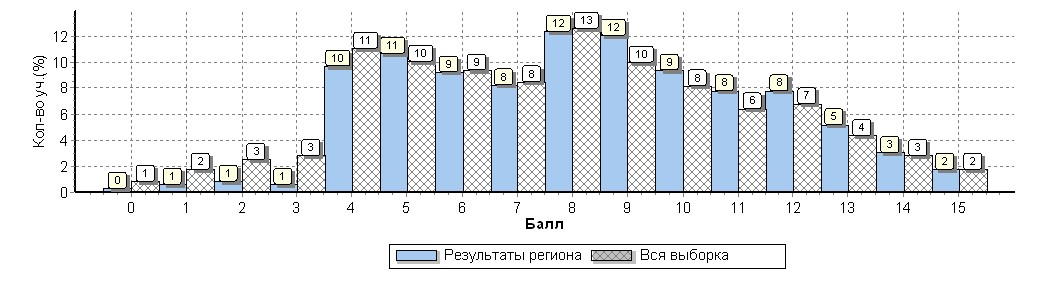 Кол-во уч.(%)
12
10
8
6
4
2
0
0 1 1 2 1 3 1 3 10 11 11 10 9 9 8 8 12 13 12 10 9 8 8 6 8 7 5 4 3 3 2 2
0 1 2 3 4 5 6 7 8 9 10 11 12 13 14 15
Балл
Результаты региона Вся выборка